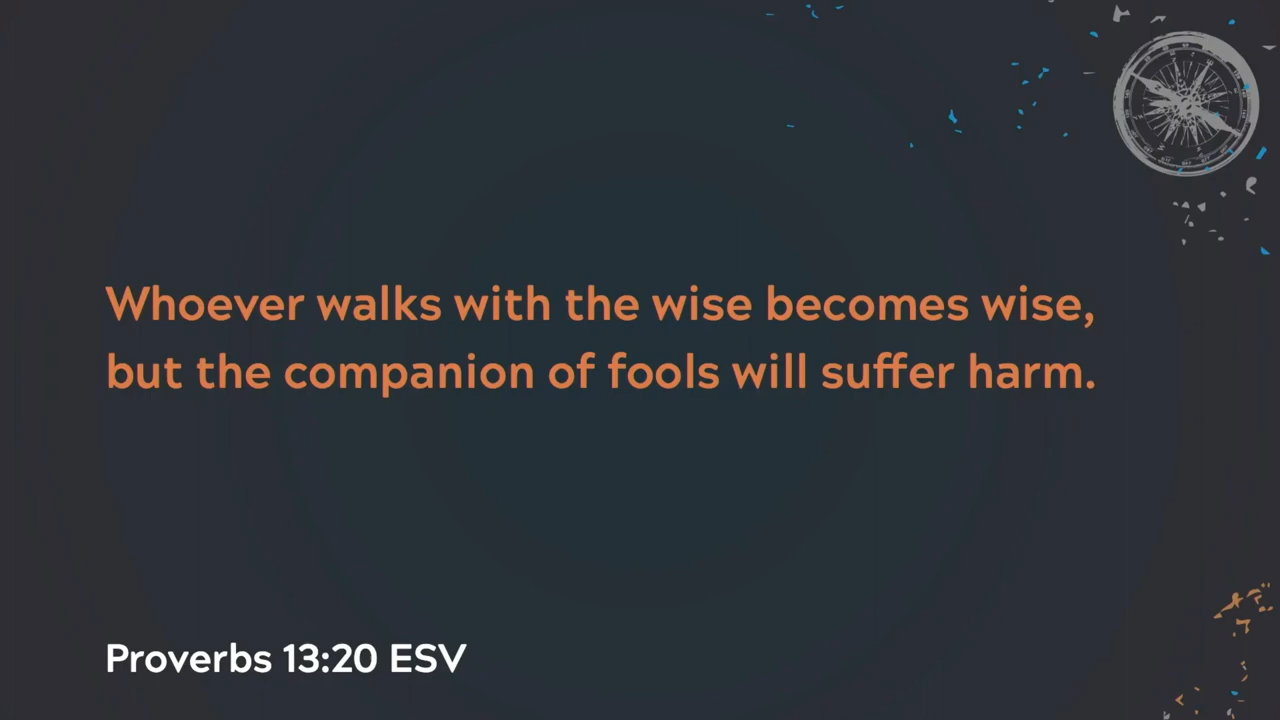 Whoever walks with the wise becomes wise,
but the companion of fools will suffer harm.
Proverbs 13:20 ESV